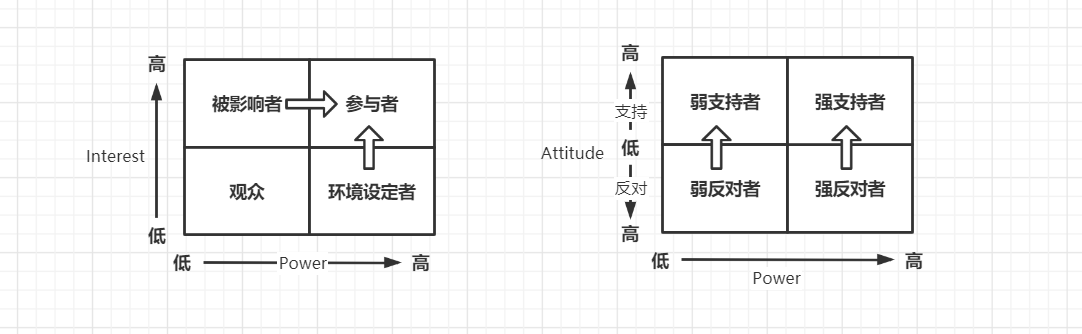 高
被影响者
参与者
Interest
观众
环境设定者
低
低
Power
高
高
支持
弱支持者
强支持者
Attitude
低
反对
弱反对者
强反对者
高
低
高
Power